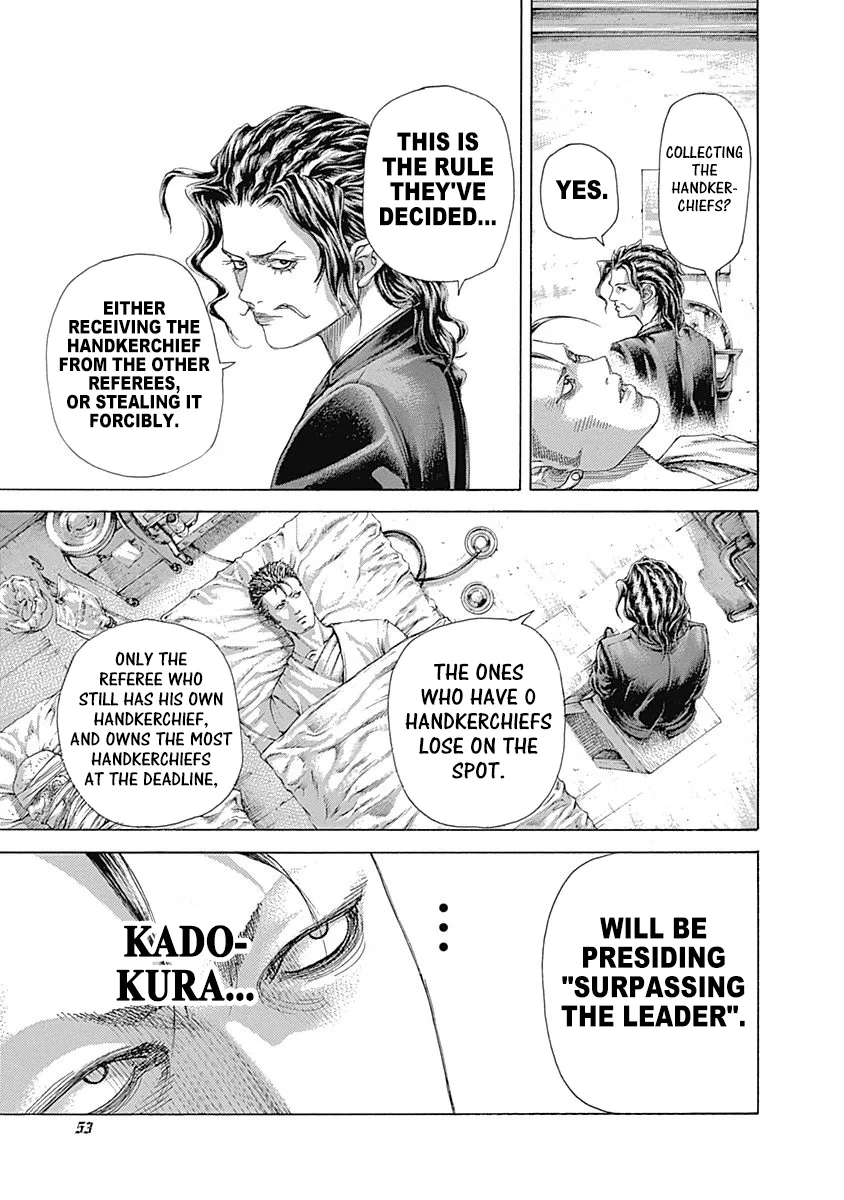 COLLECTING
THE
HANDKER-
CHIEFS?
YES.
THIS IS
THE RULE
THEY'VE
DECIDED...
EITHER
RECEIVING THE
HANDKERCHIEF
FROM THE OTHER
REFEREES,
OR STEALING IT
FORCIBLY.
THE ONES
WHO HAVE 0
HANDKERCHIEFS
LOSE ON THE
SPOT.
ONLY THE
REFEREE WHO
STILL HAS HIS OWN
HANDKERCHIEF,
AND OWNS THE MOST
HANDKERCHIEFS
AT THE DEADLINE,
WILL BE
PRESIDING
"SURPASSING
THE LEADER".
...
KADO-
KURA...
53